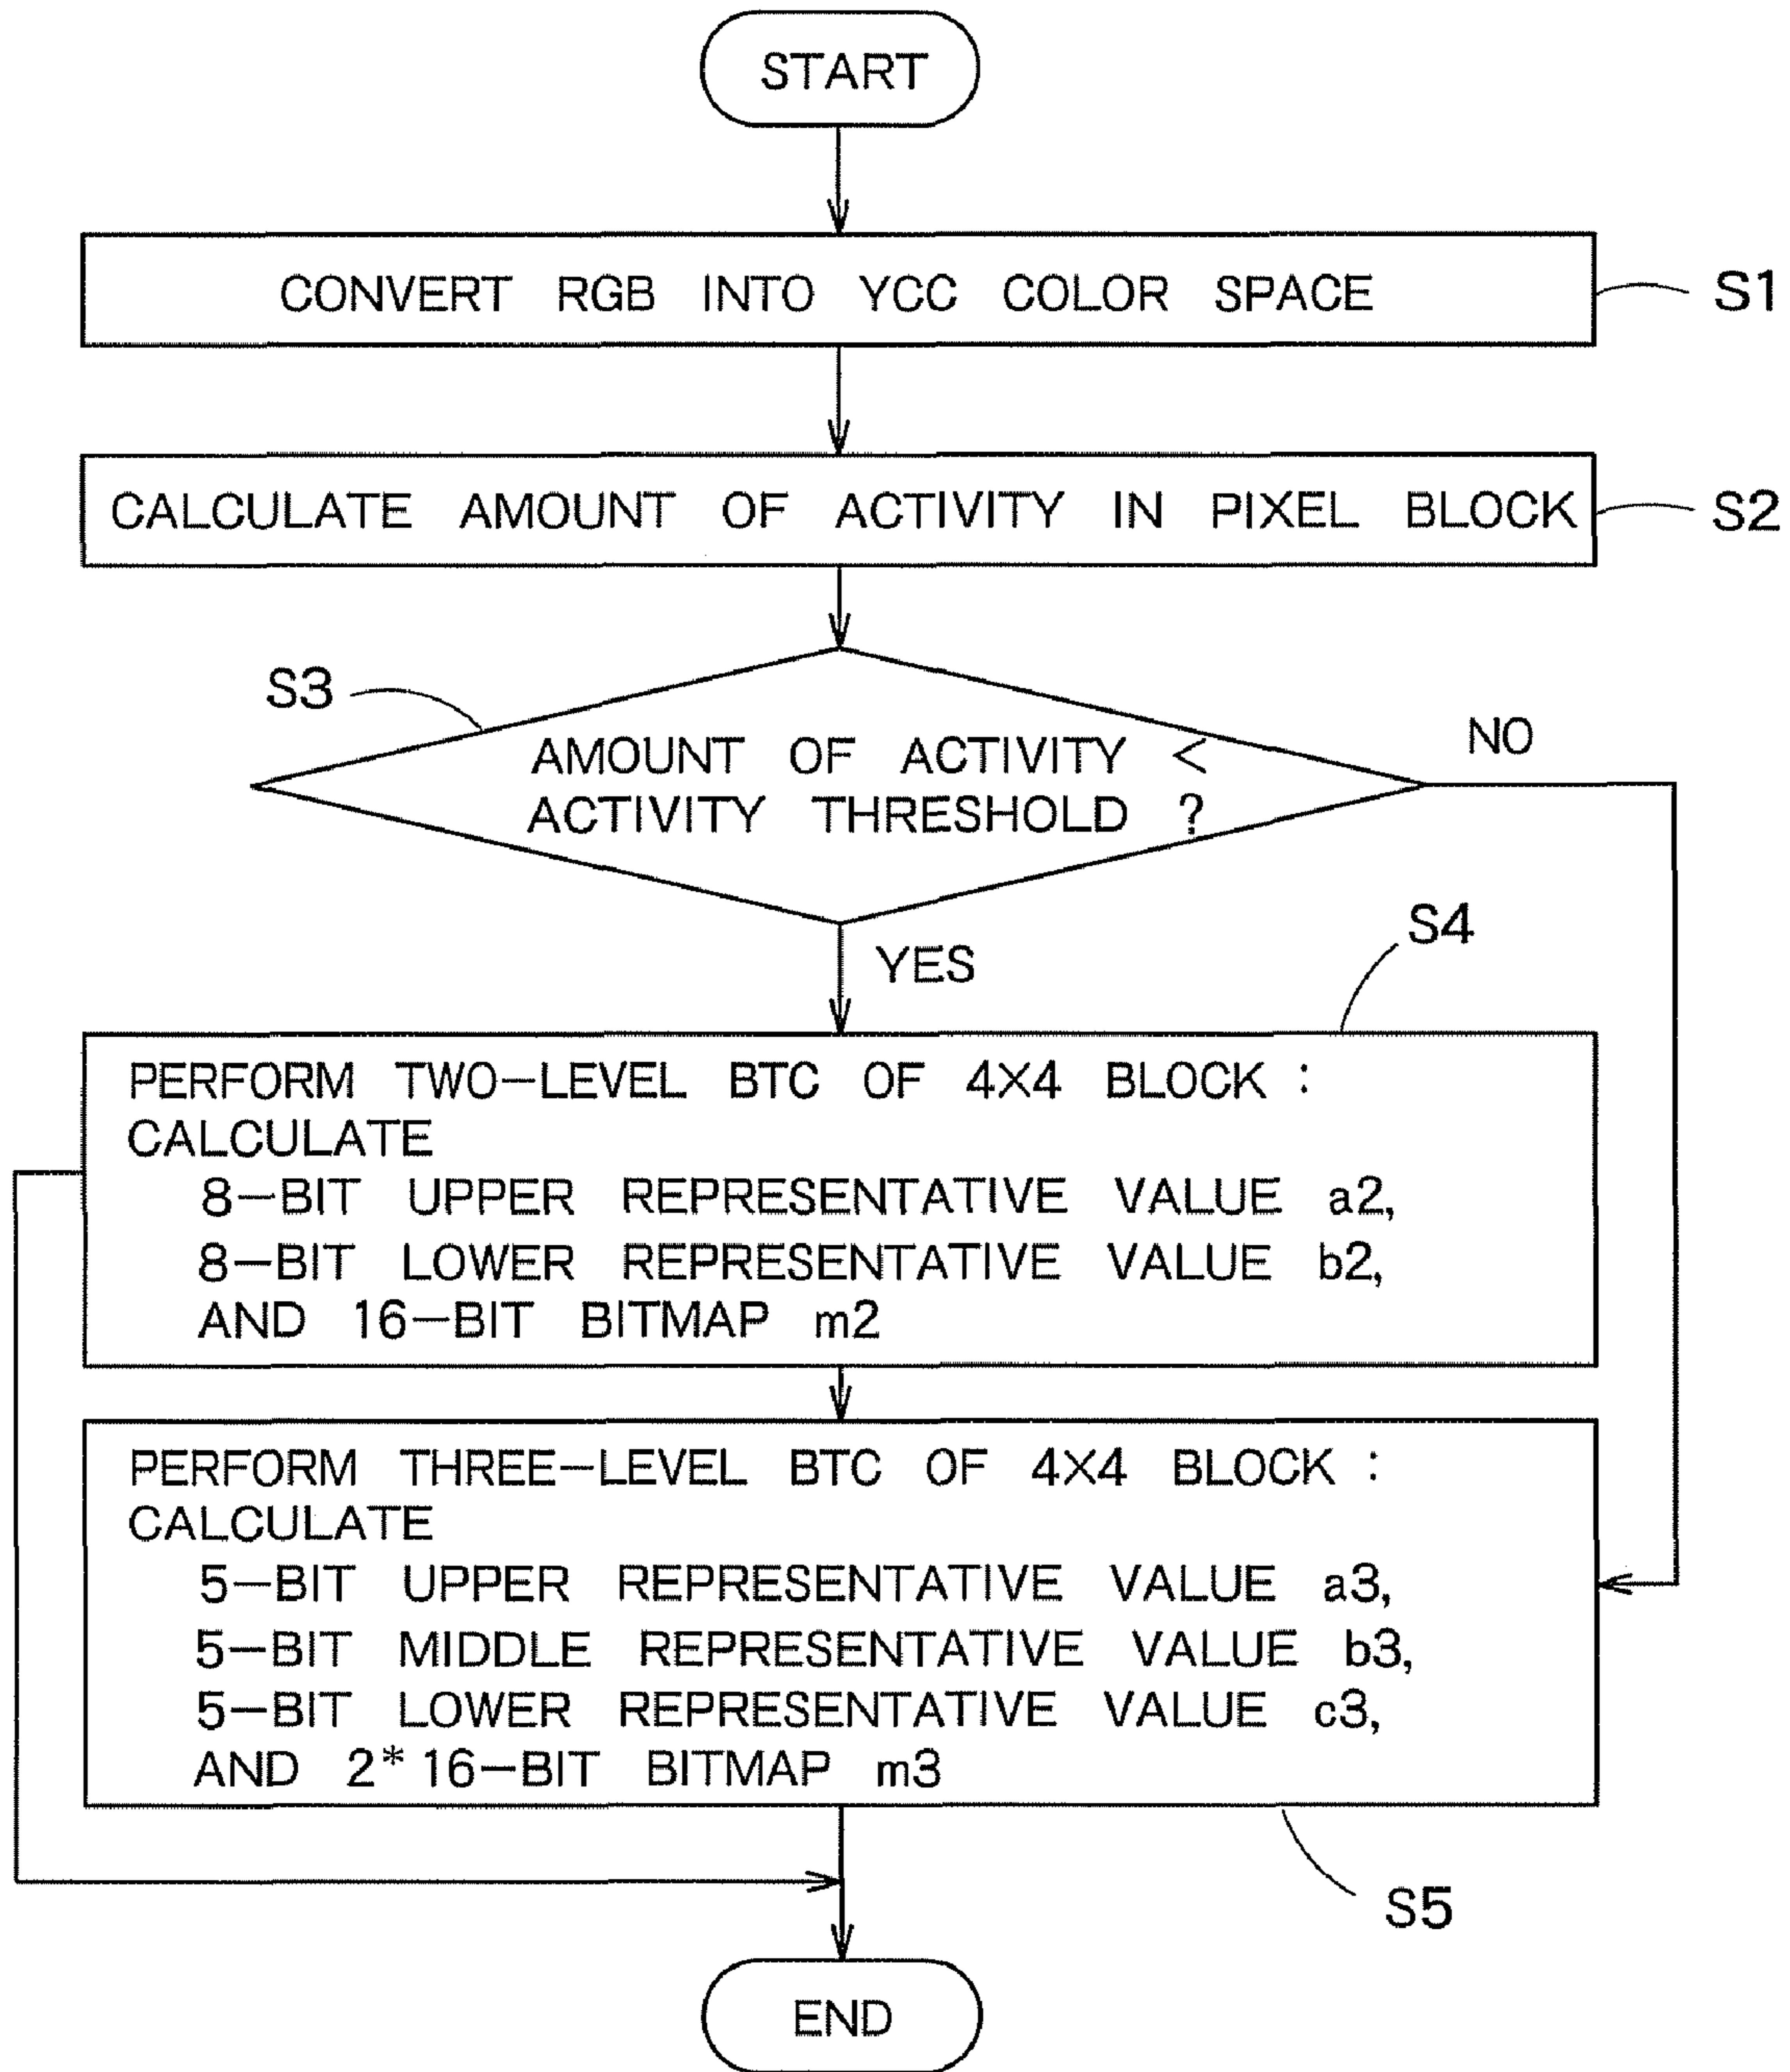 START
CONVERT RGB INTO YCC COLOR SPACE
S1
CALCULATE AMOUNT OF ACTIVITY IN PIXEL BLOCK
S2
S3
AMOUNT OF ACTIVITY <
ACTIVITY THRESHOLD ?
NO
YES
S4
PERFORM TWO-LEVEL BTC OF 4×4 BLOCK :
CALCULATE
8-BIT UPPER REPRESENTATIVE VALUE a2,
8-BIT LOWER REPRESENTATIVE VALUE b2,
AND 16-BIT BITMAP m2
PERFORM THREE-LEVEL BTC OF 4×4 BLOCK :
CALCULATE
5-BIT UPPER REPRESENTATIVE VALUE a3,
5-BIT MIDDLE REPRESENTATIVE VALUE b3,
5-BIT LOWER REPRESENTATIVE VALUE c3,
AND 2* 16-BIT BITMAP m3
S5
END